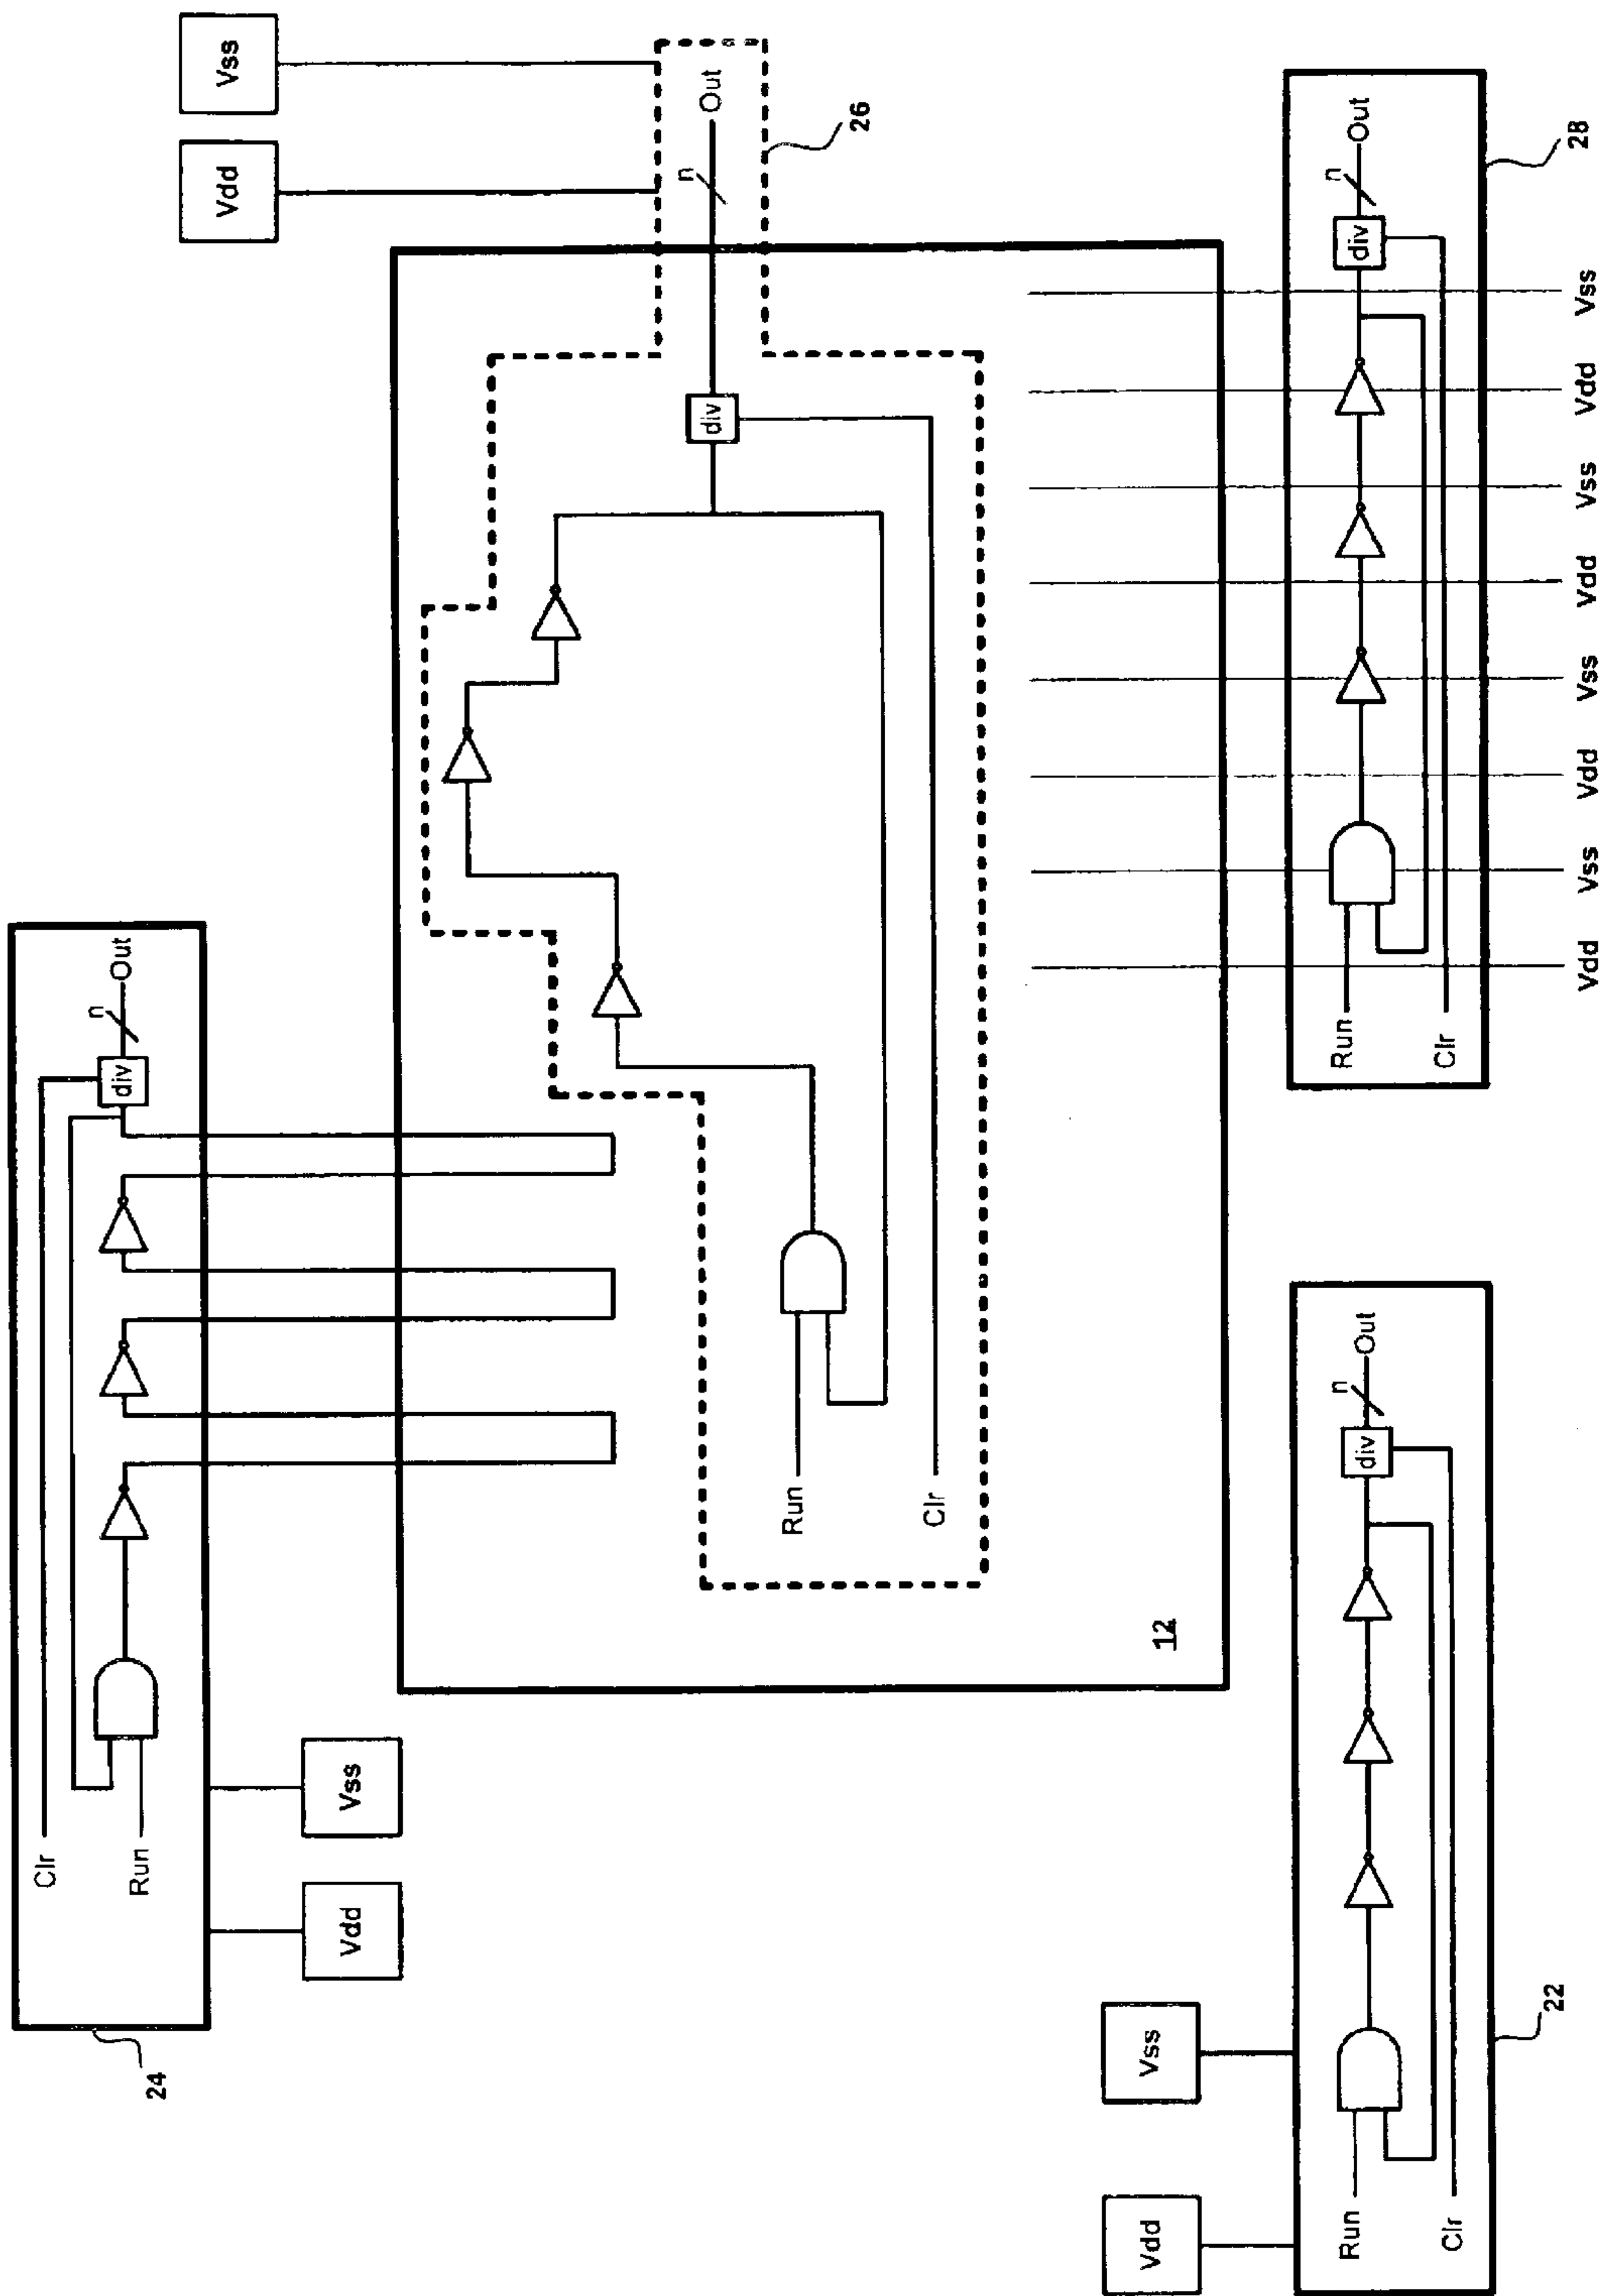 24
Clr
Run
div
n
Out
Vdd
Vss
Vdd
Vss
12
Run
Clr
div
n
Out
26
Vdd
Vss
Run
Clr
div
n
Out
22
Run
Clr
div
n
Out
28
Vdd
Vss
Vdd
Vss
Vdd
Vss
Vdd
Vss